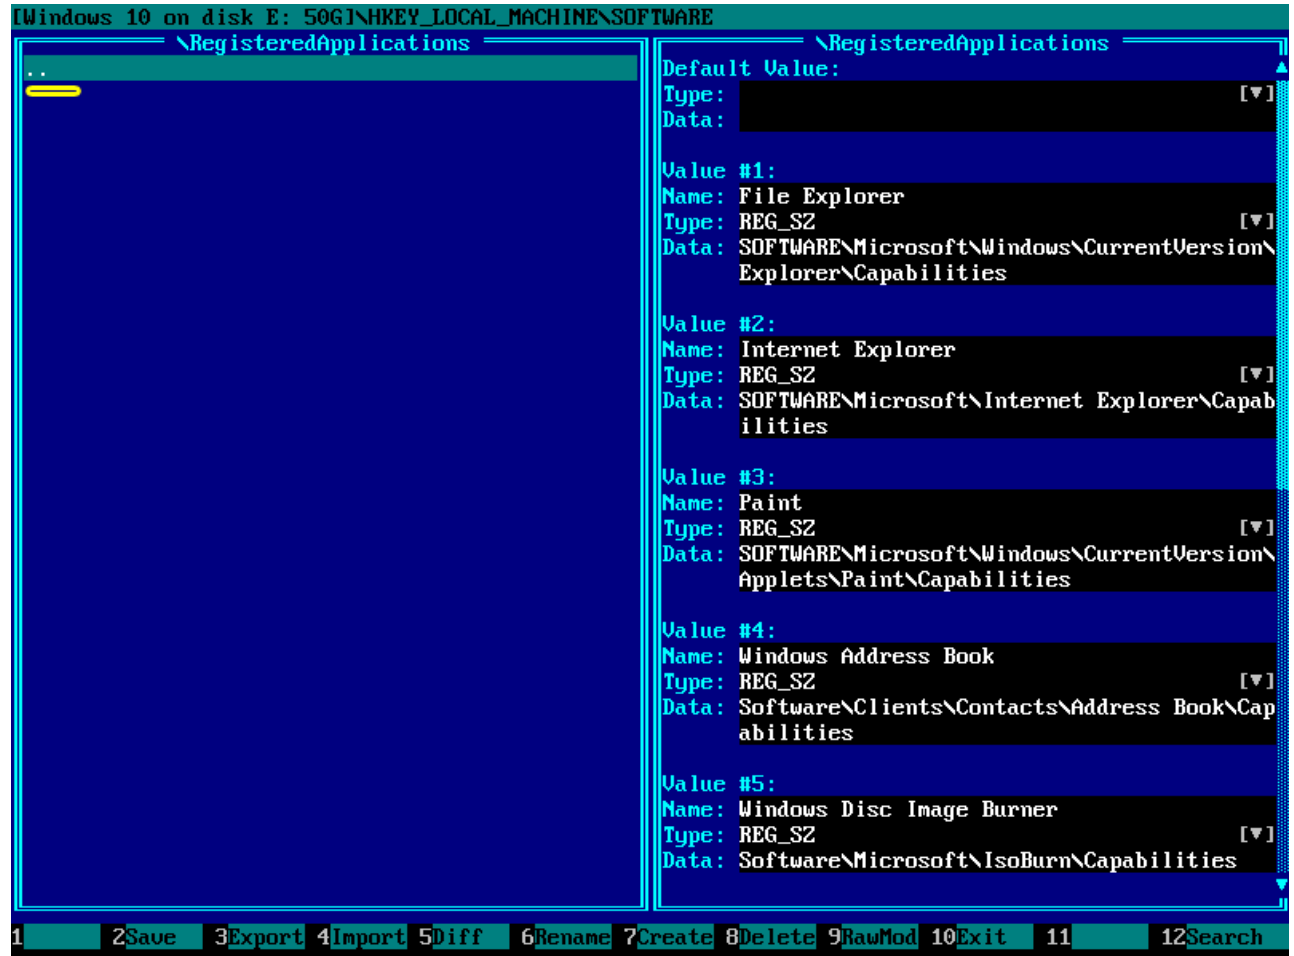 [Windows 10 on disk E: 50G]\HKEY_LOCAL_MACHINE\SOFTWARE
\RegisteredApplications
..
\RegisteredApplications
Default Value:
Type: [▼]
Data:
Value #1:
Name: File Explorer
Type: REG_SZ [▼]
Data: SOFTWARE\Microsoft\Windows\CurrentVersion\
Explorer\Capabilities
Value #2:
Name: Internet Explorer
Type: REG_SZ [▼]
Data: SOFTWARE\Microsoft\Internet Explorer\Capab
ilities
Value #3:
Name: Paint
Type: REG_SZ [▼]
Data: SOFTWARE\Microsoft\Windows\CurrentVersion\
Applets\Paint\Capabilities
Value #4:
Name: Windows Address Book
Type: REG_SZ [▼]
Data: Software\Clients\Contacts\Address Book\Cap
abilities
Value #5:
Name: Windows Disc Image Burner
Type: REG_SZ [▼]
Data: Software\Microsoft\IsoBurn\Capabilities
1 2Save 3Export 4Import 5Diff 6Rename 7Create 8Delete 9RawMod 10Exit 11 12Search